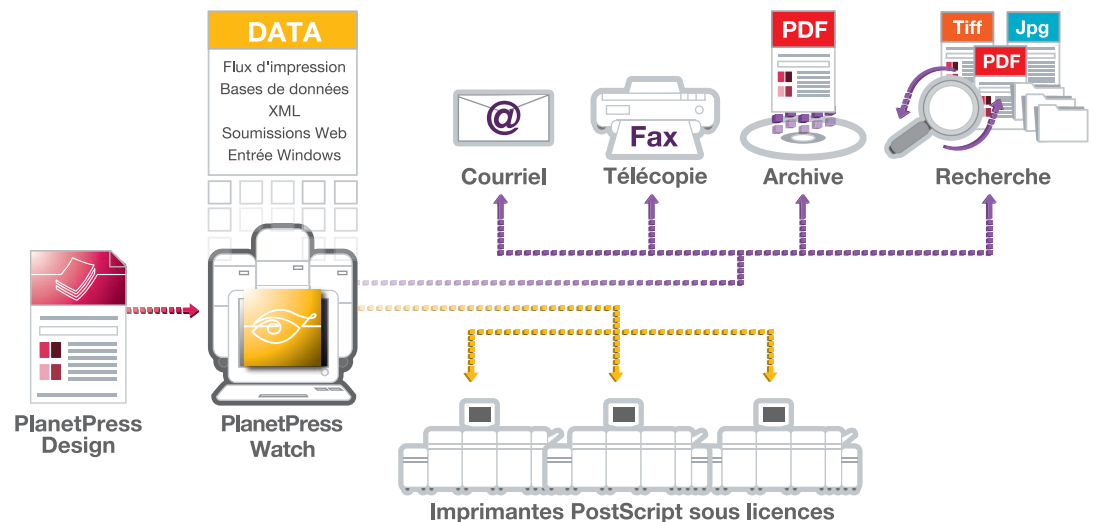 DATA
Flux d'impression
Bases de données
XML
Soumissions Web
Entrée Windows
@
Courriel
Fax
Télécopie
PDF
Archive
Tiff
Jpg
PDF
Recherche
PlanetPress
Design
PlanetPress
Watch
Imprimantes PostScript sous licences